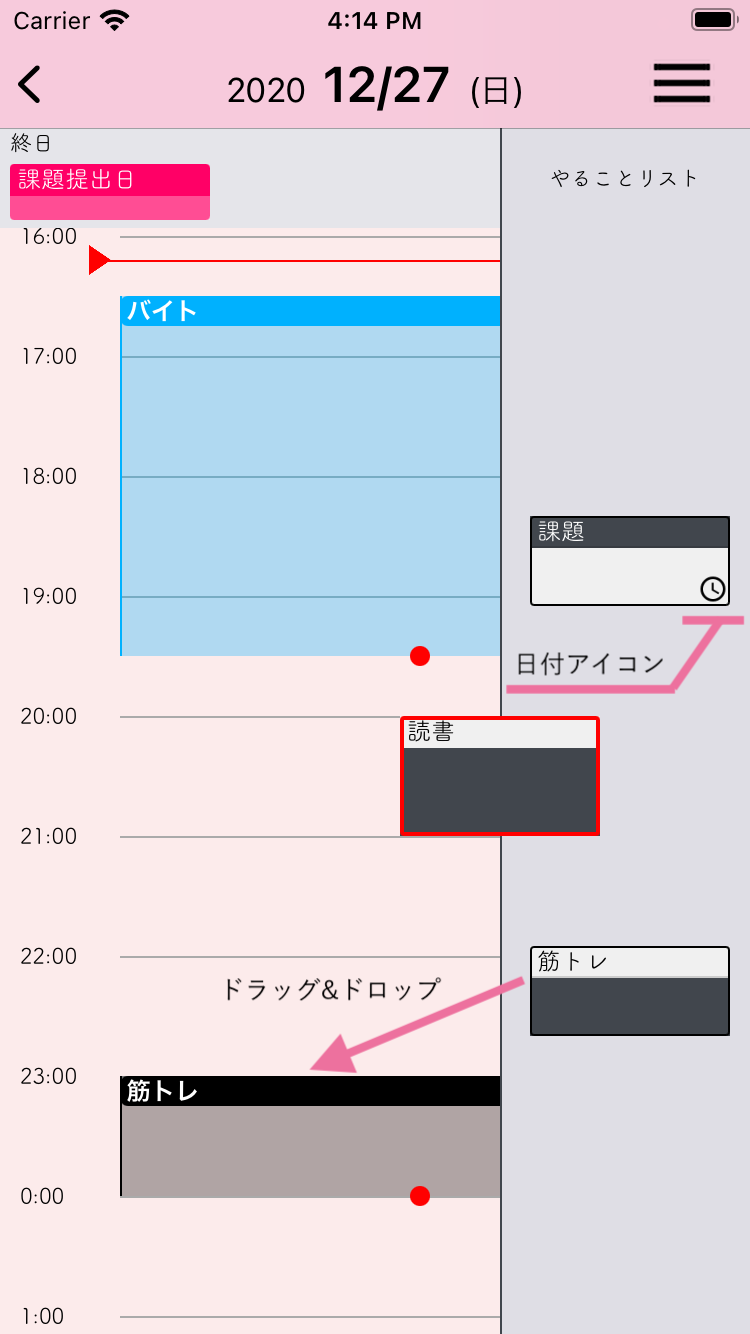 Carrier 4:14 PM
2020 12/27 (日)
終日
課題提出日
やることリスト
16:00
バイト
17:00
18:00
課題
19:00
日付アイコン
20:00
読書
21:00
22:00
筋トレ
ドラッグ&ドロップ
23:00
筋トレ
0:00
1:00